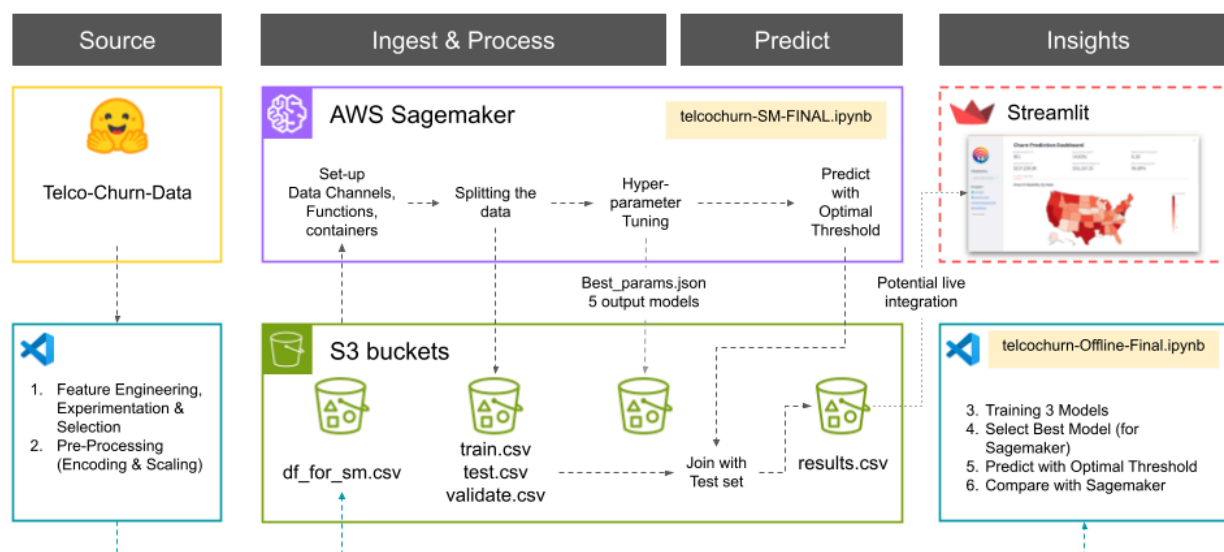 Source
Ingest & Process
Predict
Insights
Telco-Churn-Data
AWS Sagemaker
telcochurn-SM-FINAL.ipynb
Set-up
Data Channels,
Functions,
containers
Splitting the
data
Hyper-
parameter
Tuning
Predict
with
Optimal
Threshold
Streamlit
Churn Prediction Dashboard
Best_params.json
5 output models
Potential live
integration
1. Feature Engineering,
Experimentation &
Selection
2. Pre-Processing
(Encoding & Scaling)
S3 buckets
df_for_sm.csv
train.csv
test.csv
validate.csv
Join with
Test set
results.csv
telcochurn-Offline-Final.ipynb
3. Training 3 Models
4. Select Best Model (for
Sagemaker)
5. Predict with Optimal Threshold
6. Compare with Sagemaker